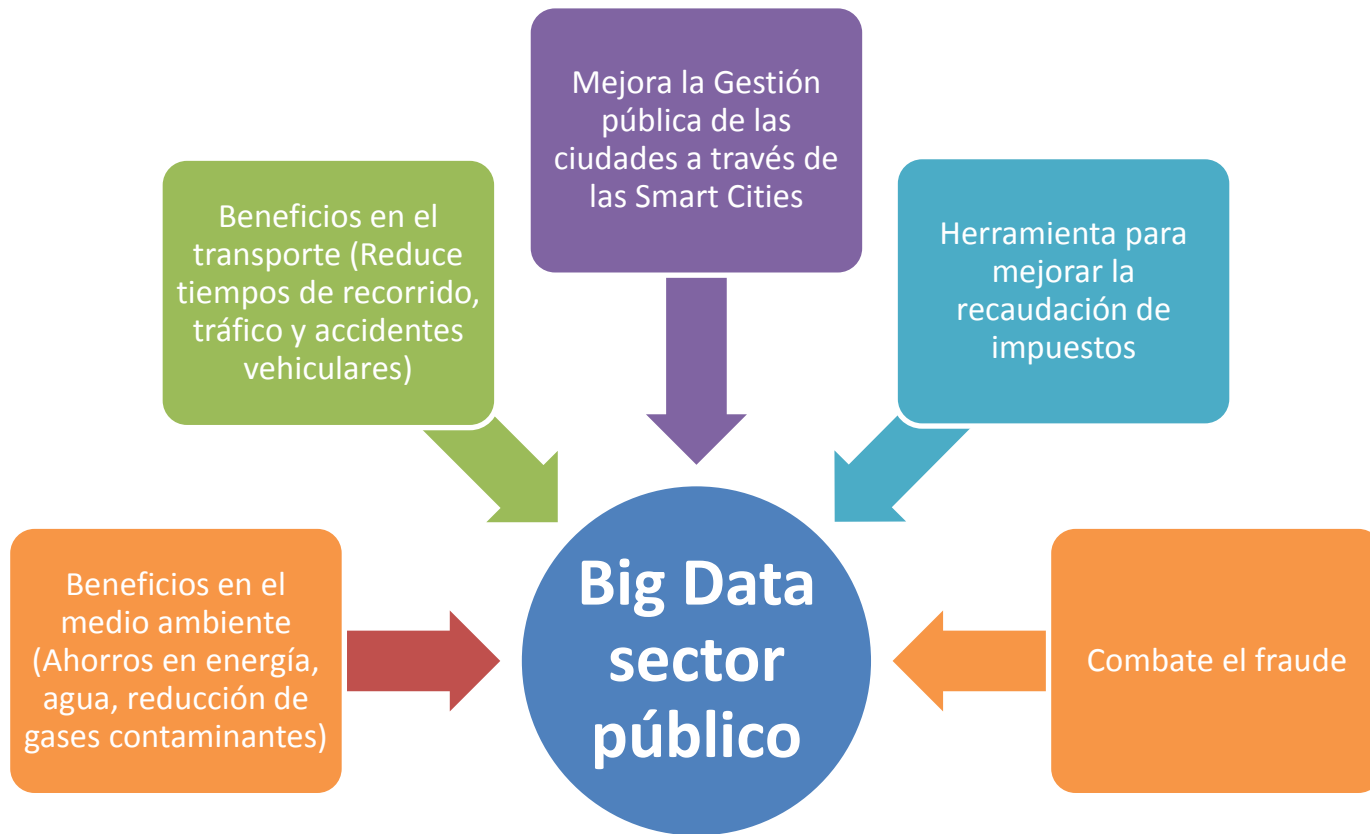 Mejora la Gestión
pública de las
ciudades a través de
las Smart Cities
Beneficios en el
transporte (Reduce
tiempos de recorrido,
tráfico y accidentes
vehiculares)
Herramienta para
mejorar la
recaudación de
impuestos
Beneficios en el
medio ambiente
(Ahorros en energía,
agua, reducción de
gases contaminantes)
Big Data
sector
público
Combate el fraude